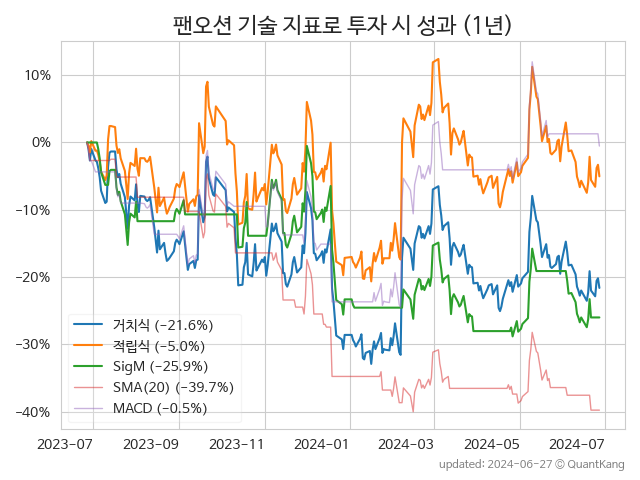 팬오션 기술 지표로 투자 시 성과 (1년)
10%
0%
−10%
−20%
−30%
−40%
거치식 (−21.6%)
적립식 (−5.0%)
SigM (−25.9%)
SMA(20) (−39.7%)
MACD (−0.5%)
2023-07
2023-09
2023-11
2024-01
2024-03
2024-05
2024-07
updated: 2024-06-27 © QuantKang